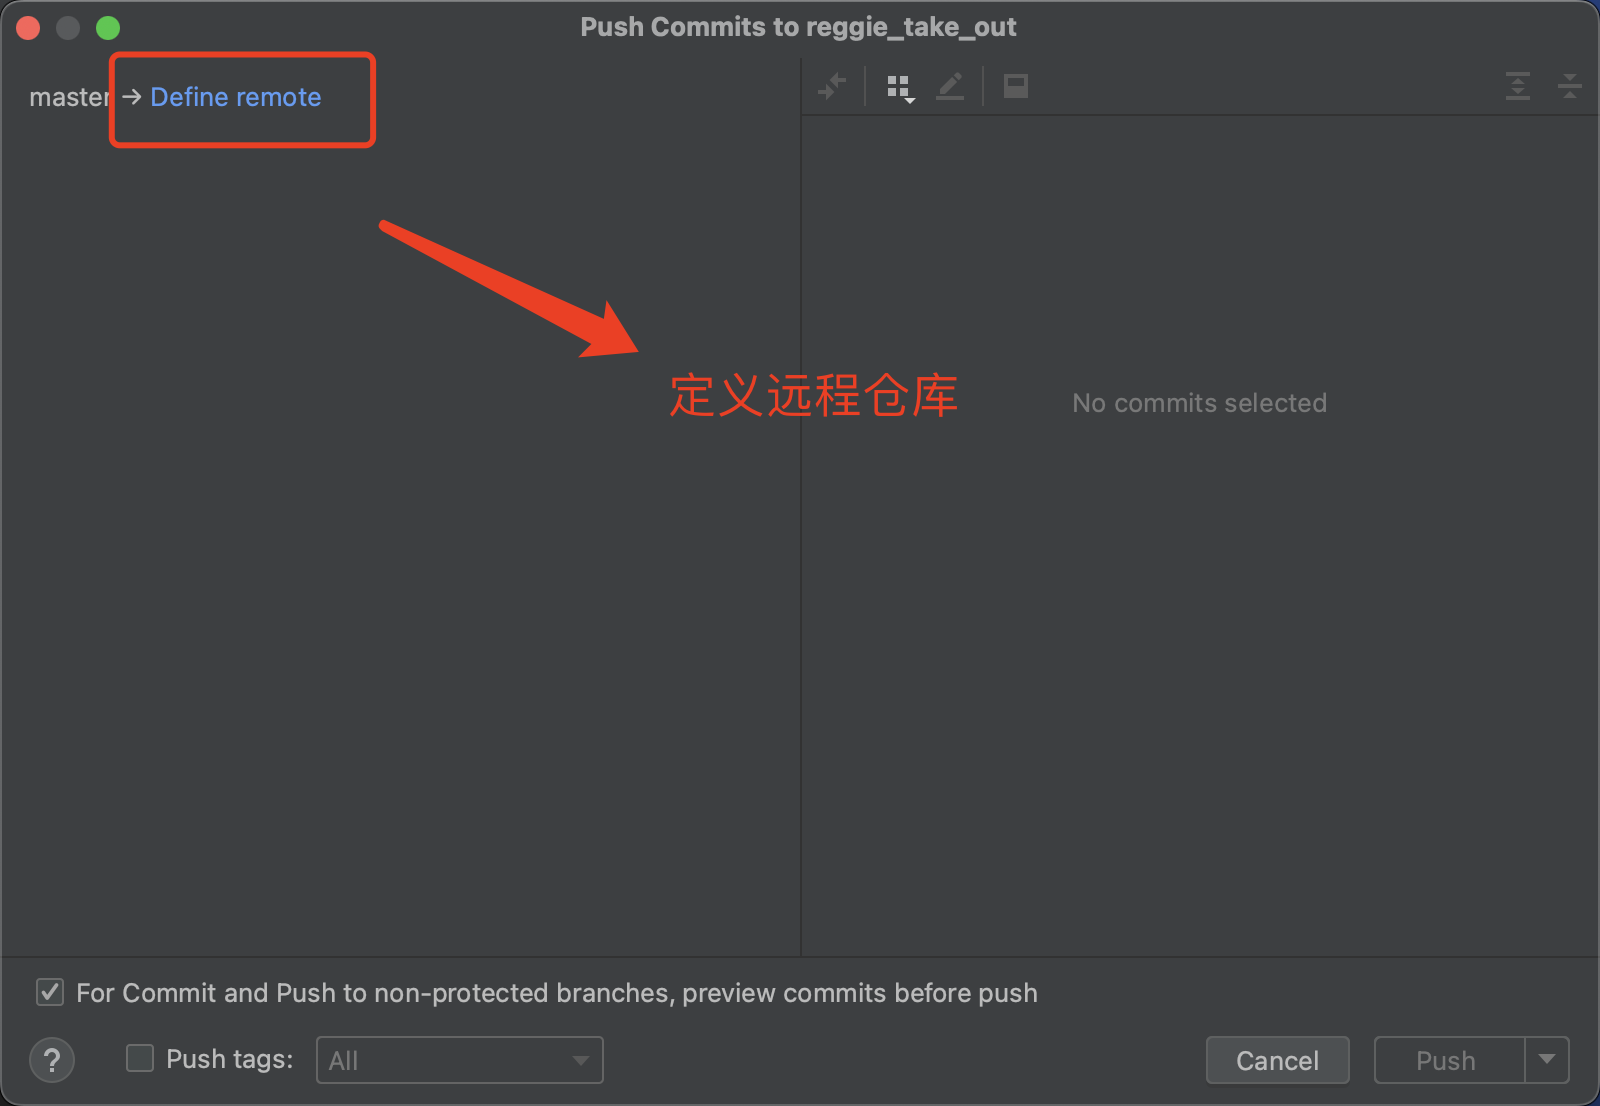 Push Commits to reggie_take_out
master → Define remote
定义远程仓库
No commits selected
For Commit and Push to non-protected branches, preview commits before push
? Push tags: All Cancel Push